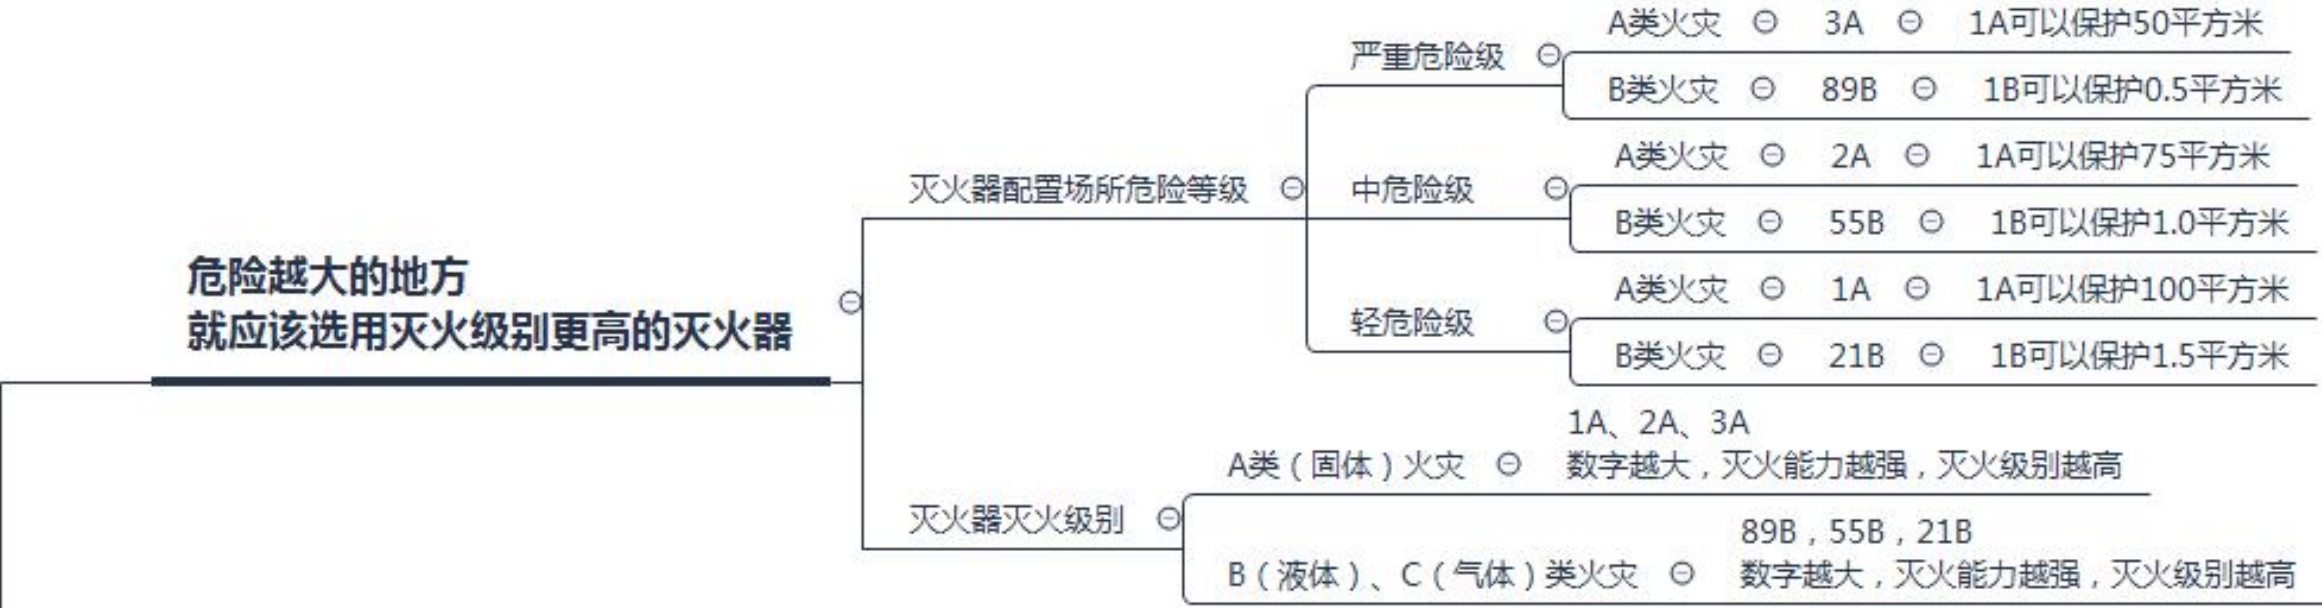 危险越大的地方
就应该选用灭火级别更高的灭火器
灭火器配置场所危险等级
严重危险级
A类火灾 3A 1A可以保护50平方米
B类火灾 89B 1B可以保护0.5平方米
中危险级
A类火灾 2A 1A可以保护75平方米
B类火灾 55B 1B可以保护1.0平方米
轻危险级
A类火灾 1A 1A可以保护100平方米
B类火灾 21B 1B可以保护1.5平方米
灭火器灭火级别
A类（固体）火灾
1A、2A、3A
数字越大，灭火能力越强，灭火级别越高
B（液体）、C（气体）类火灾
89B，55B，21B
数字越大，灭火能力越强，灭火级别越高